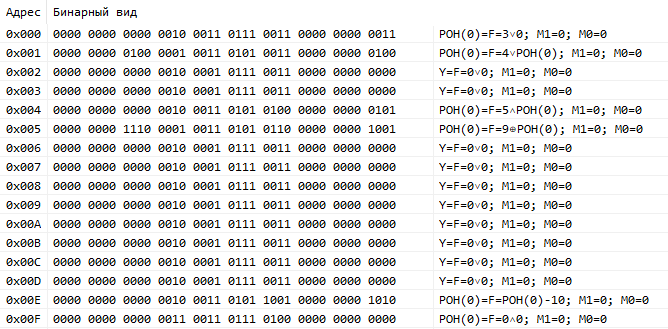 Адрес Бинарный вид
0x000 0000 0000 0000 0010 0011 0111 0011 0000 0000 0011 РОН(0)=F=3∨0; M1=0; M0=0
0x001 0000 0000 0100 0001 0011 0101 0011 0000 0000 0100 РОН(0)=F=4∨РОН(0); M1=0; M0=0
0x002 0000 0000 0000 0010 0001 0111 0011 0000 0000 0000 Y=F=0∨0; M1=0; M0=0
0x003 0000 0000 0000 0010 0001 0111 0011 0000 0000 0000 Y=F=0∨0; M1=0; M0=0
0x004 0000 0000 0000 0010 0011 0101 0100 0000 0000 0101 РОН(0)=F=5∧РОН(0); M1=0; M0=0
0x005 0000 0000 1110 0001 0011 0101 0110 0000 0000 1001 РОН(0)=F=9⊕РОН(0); M1=0; M0=0
0x006 0000 0000 0000 0010 0001 0111 0011 0000 0000 0000 Y=F=0∨0; M1=0; M0=0
0x007 0000 0000 0000 0010 0001 0111 0011 0000 0000 0000 Y=F=0∨0; M1=0; M0=0
0x008 0000 0000 0000 0010 0001 0111 0011 0000 0000 0000 Y=F=0∨0; M1=0; M0=0
0x009 0000 0000 0000 0010 0001 0111 0011 0000 0000 0000 Y=F=0∨0; M1=0; M0=0
0x00A 0000 0000 0000 0010 0001 0111 0011 0000 0000 0000 Y=F=0∨0; M1=0; M0=0
0x00B 0000 0000 0000 0010 0001 0111 0011 0000 0000 0000 Y=F=0∨0; M1=0; M0=0
0x00C 0000 0000 0000 0010 0001 0111 0011 0000 0000 0000 Y=F=0∨0; M1=0; M0=0
0x00D 0000 0000 0000 0010 0001 0111 0011 0000 0000 0000 Y=F=0∨0; M1=0; M0=0
0x00E 0000 0000 0000 0010 0011 0101 1001 0000 0000 1010 РОН(0)=F=РОН(0)-10; M1=0; M0=0
0x00F 0000 0000 0000 0011 0011 0111 0100 0000 0000 0000 РОН(0)=F=0∧0; M1=0; M0=0